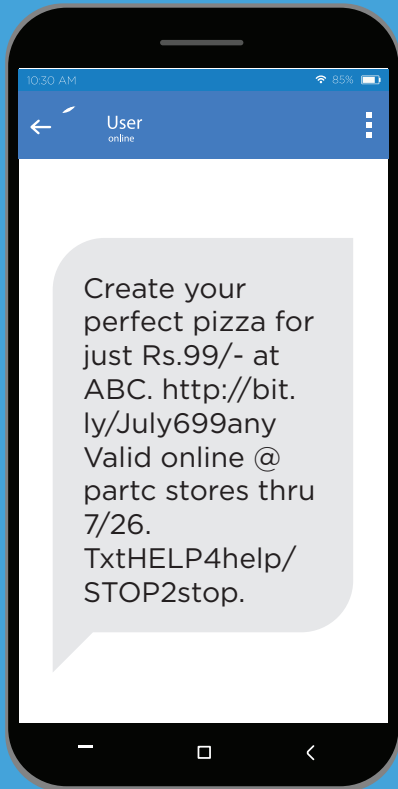 10:30 AM 85%
User
online
Create your
perfect pizza for
just Rs.99/- at
ABC. http://bit.
ly/July699any
Valid online @
partc stores thru
7/26.
TxtHELP4help/
STOP2stop.